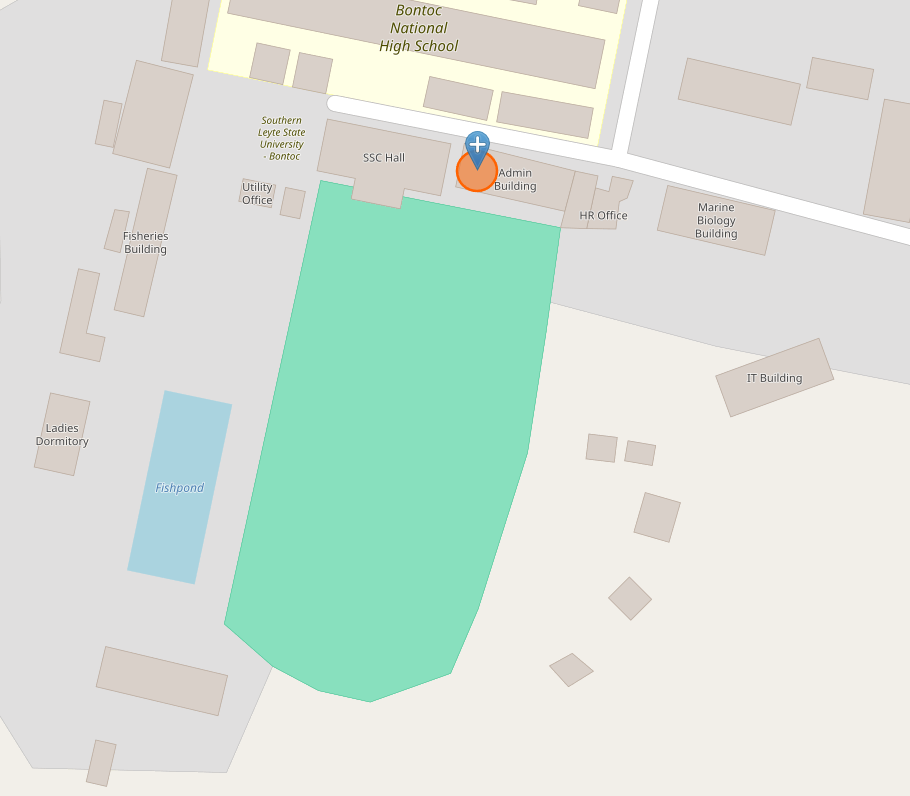 Bontoc
National
High School
Southern
Leyte State
University
- Bontoc
SSC Hall
Admin
Building
Utility
Office
HR Office
Marine
Biology
Building
Fisheries
Building
IT Building
Ladies
Dormitory
Fishpond